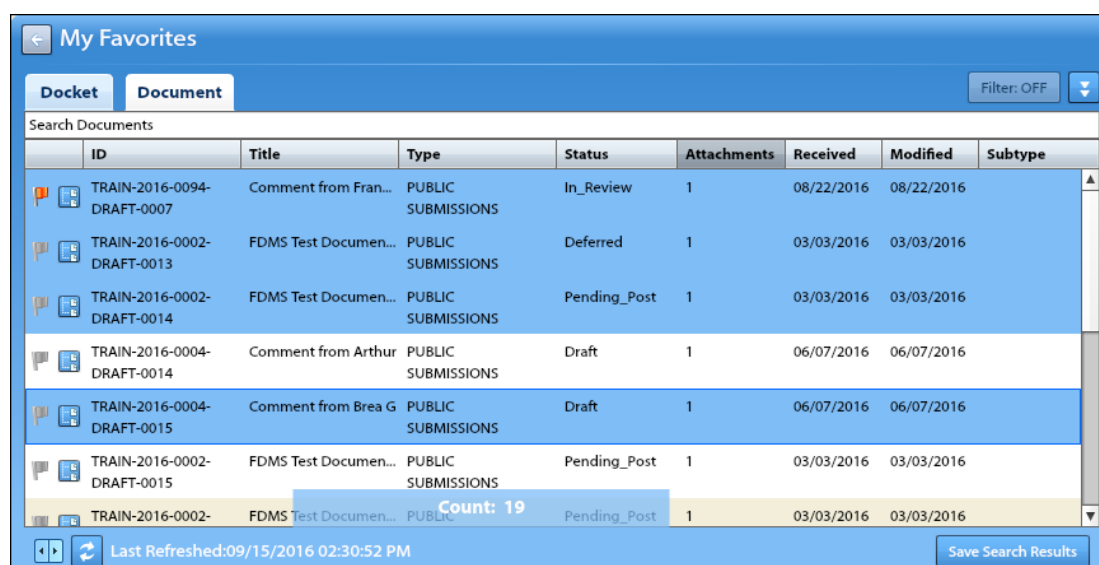 My Favorites
Docket Document Filter: OFF
Search Documents
ID Title Type Status Attachments Received Modified Subtype
TRAIN-2016-0094- Comment from Fran... PUBLIC In_Review 1 08/22/2016 08/22/2016
DRAFT-0007 SUBMISSIONS
TRAIN-2016-0002- FDMS Test Documen... PUBLIC Deferred 1 03/03/2016 03/03/2016
DRAFT-0013 SUBMISSIONS
TRAIN-2016-0002- FDMS Test Documen... PUBLIC Pending_Post 1 03/03/2016 03/03/2016
DRAFT-0014 SUBMISSIONS
TRAIN-2016-0004- Comment from Arthur PUBLIC Draft 1 06/07/2016 06/07/2016
DRAFT-0014 SUBMISSIONS
TRAIN-2016-0004- Comment from Brea G PUBLIC Draft 1 06/07/2016 06/07/2016
DRAFT-0015 SUBMISSIONS
TRAIN-2016-0002- FDMS Test Documen... PUBLIC Pending_Post 1 03/03/2016 03/03/2016
DRAFT-0015 SUBMISSIONS
Count: 19
TRAIN-2016-0002- FDMS Test Documen... PUBLIC Pending_Post 1 03/03/2016 03/03/2016
Last Refreshed:09/15/2016 02:30:52 PM Save Search Results